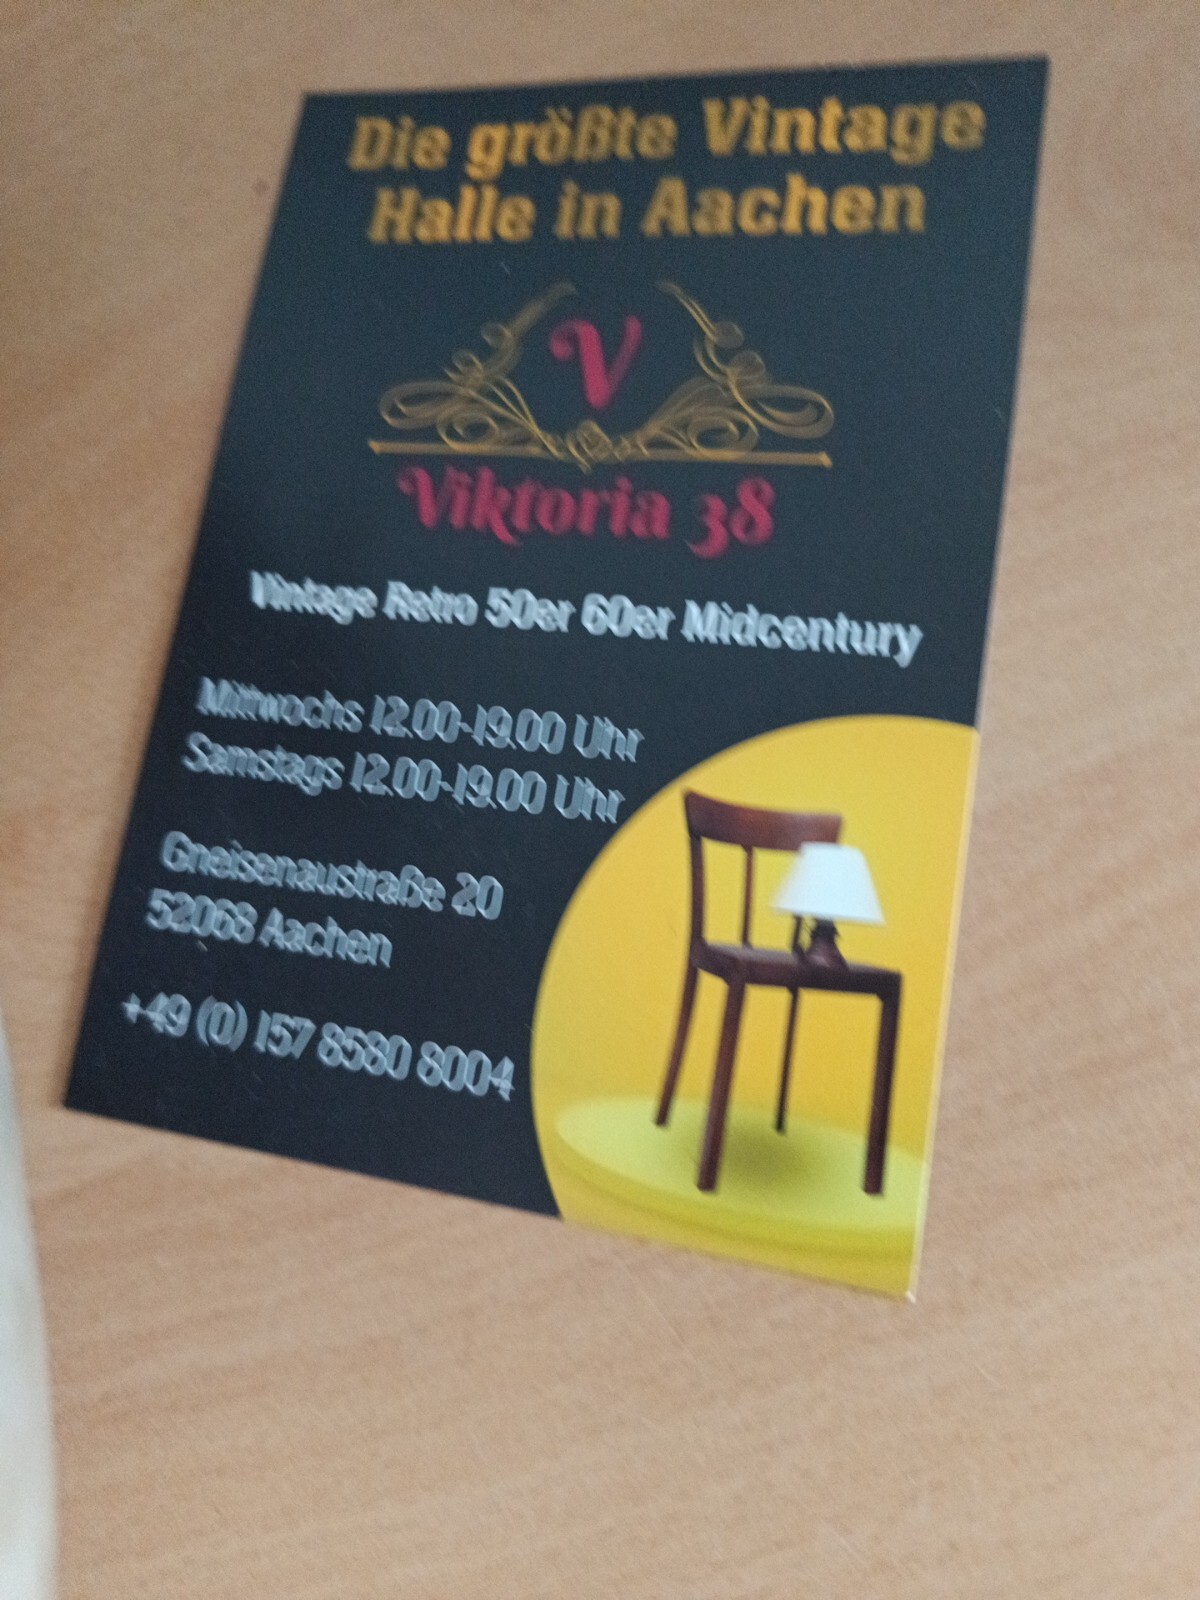 Die größte Vintage
Halle in Aachen
V
Viktoria 38
Vintage Retro 50er 60er Midcentury
Mittwochs 12.00-19.00 Uhr
Samstags 12.00-19.00 Uhr
Gneisenaustraße 20
52068 Aachen
+49 (0) 157 8580 8004